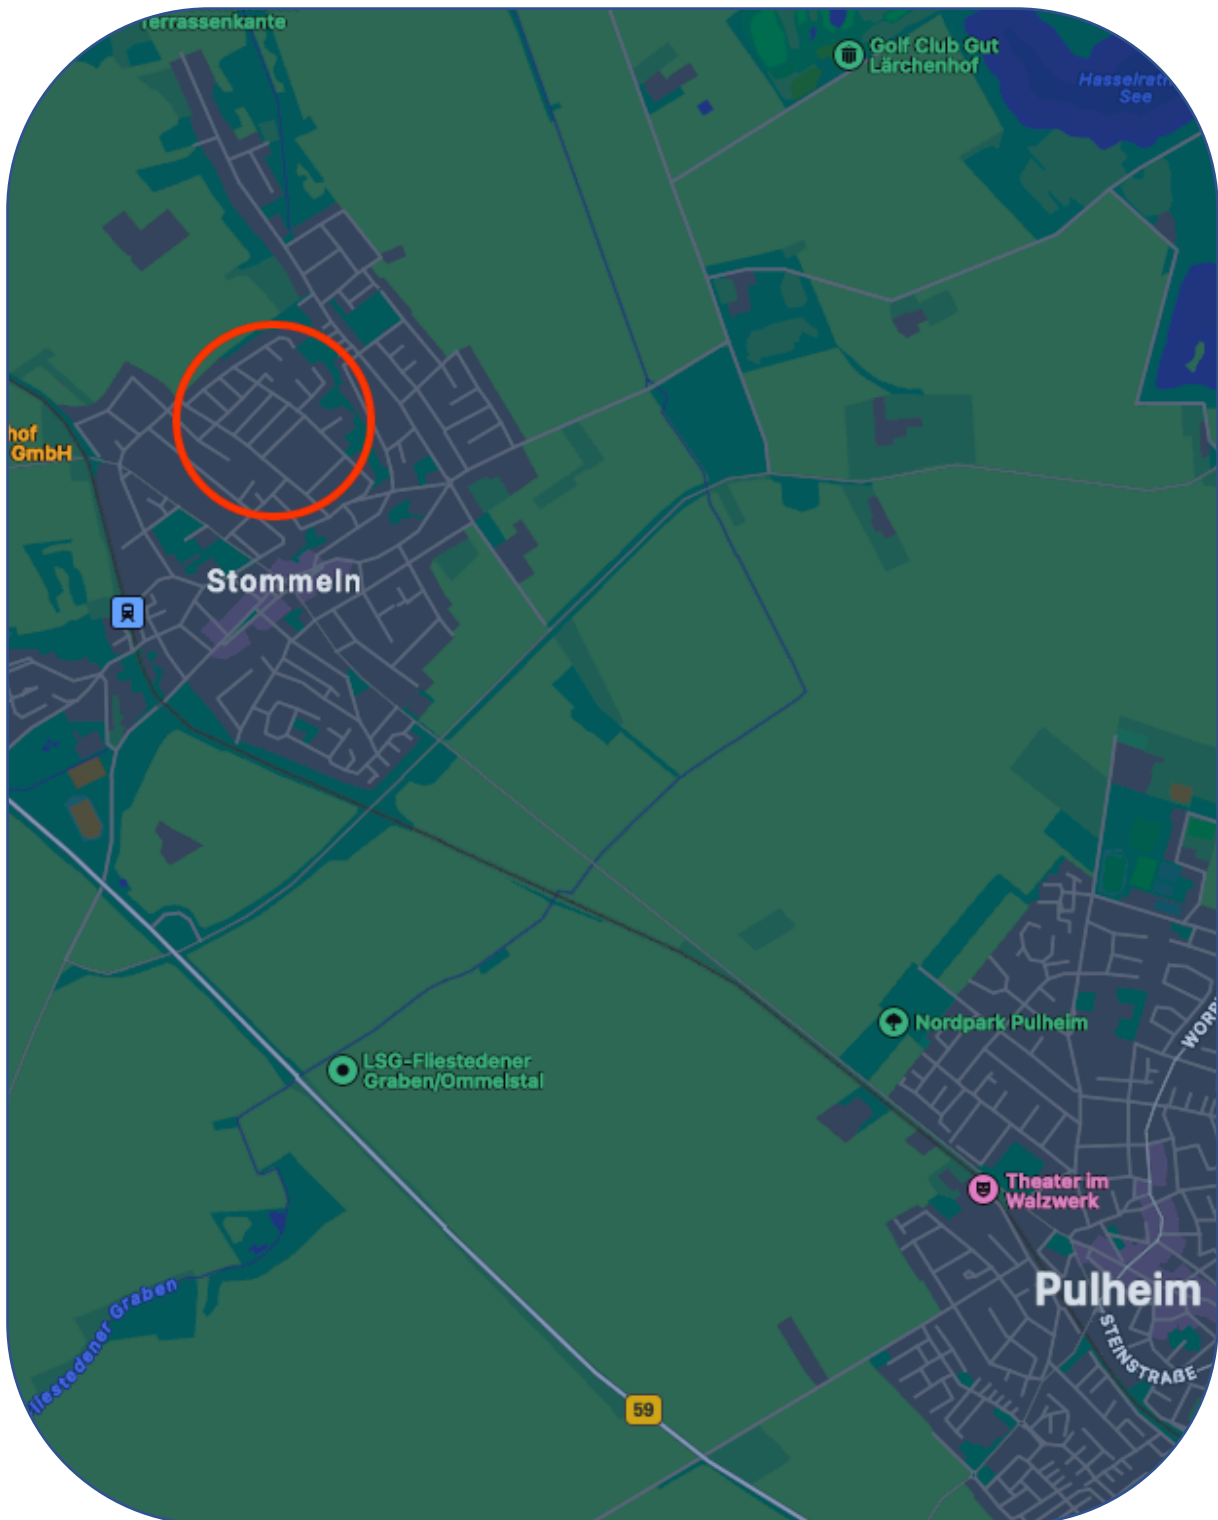 Terrassenkante
Golf Club Gut
Lärchenhof
See
hof
GmbH
Stommeln
Nordpark Pulheim
WORR
LSG-Fliestedener
Graben/Ommelstal
Theater im
Walzwerk
Pulheim
STEINSTRAßE
Fliestedener Graben
59